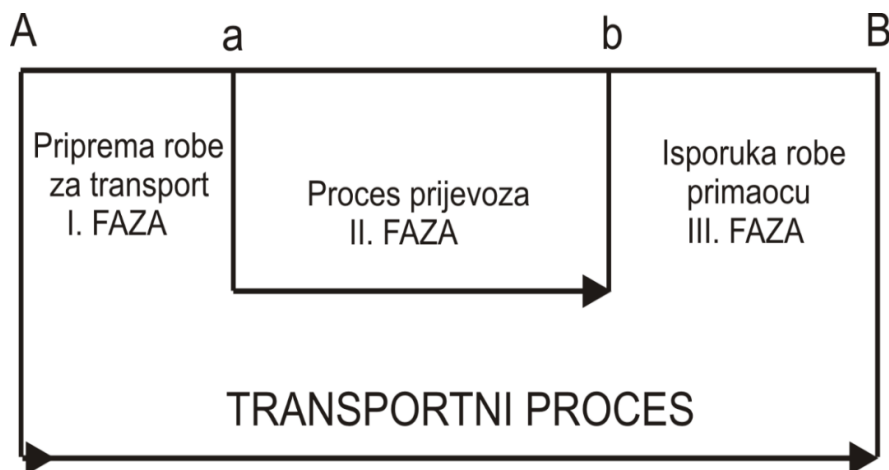 A
a
b
B
Priprema robe
za transport
I. FAZA
Proces prijevoza
II. FAZA
Isporuka robe
primaocu
III. FAZA
TRANSPORTNI PROCES